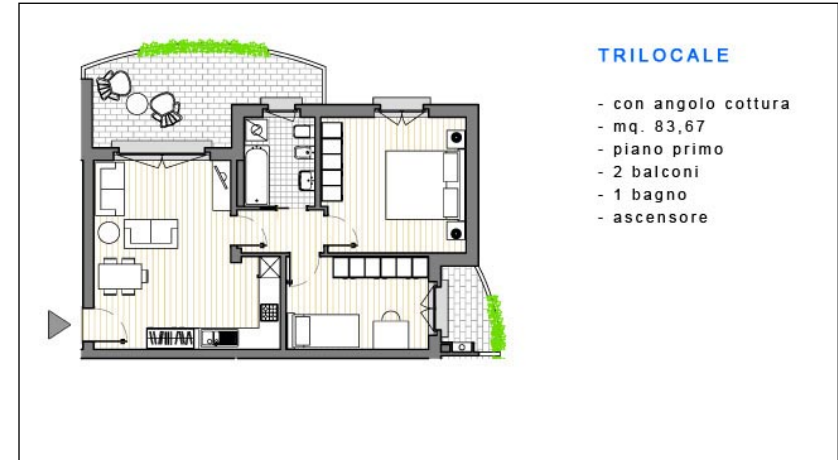 TRILOCALE
- con angolo cottura
- mq. 83,67
- piano primo
- 2 balconi
- 1 bagno
- ascensore